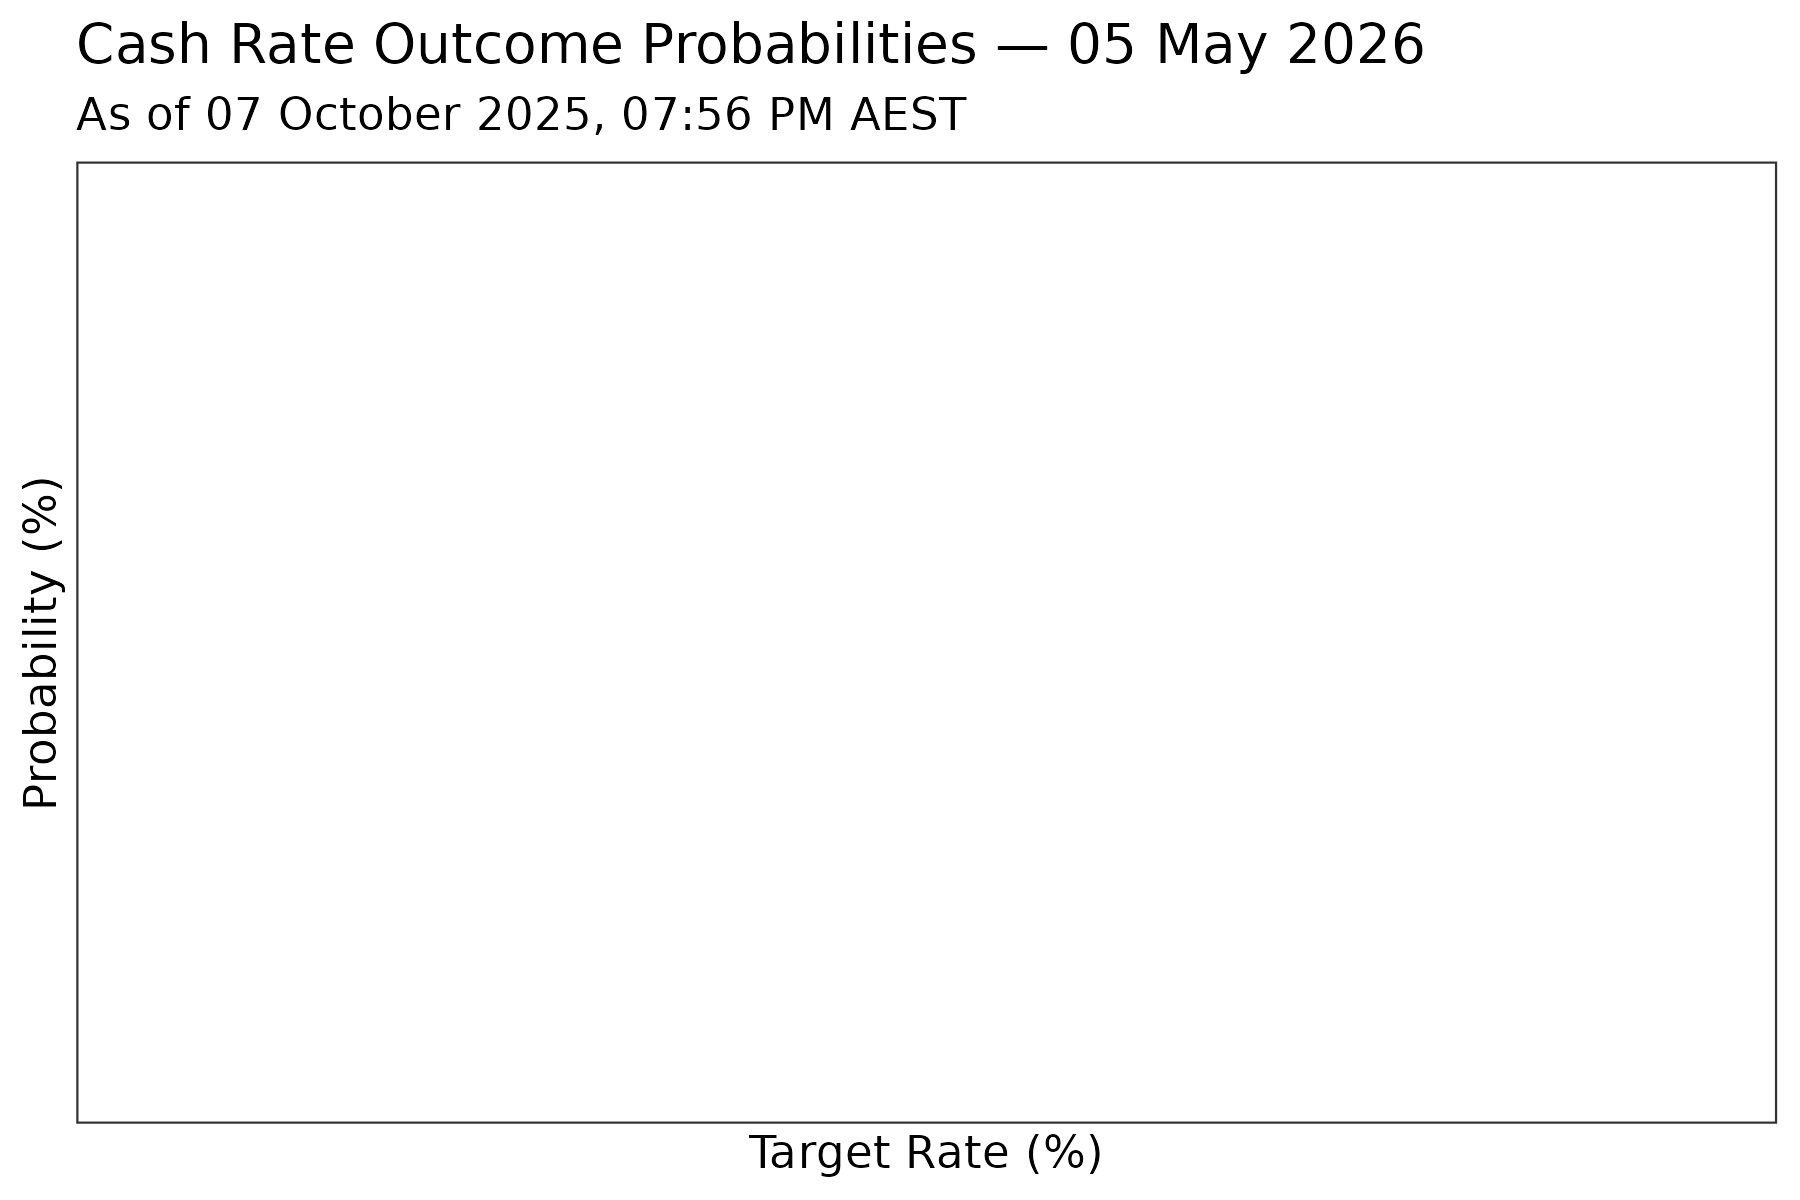 Cash Rate Outcome Probabilities — 05 May 2026
As of 07 October 2025, 07:56 PM AEST
Probability (%)
Target Rate (%)